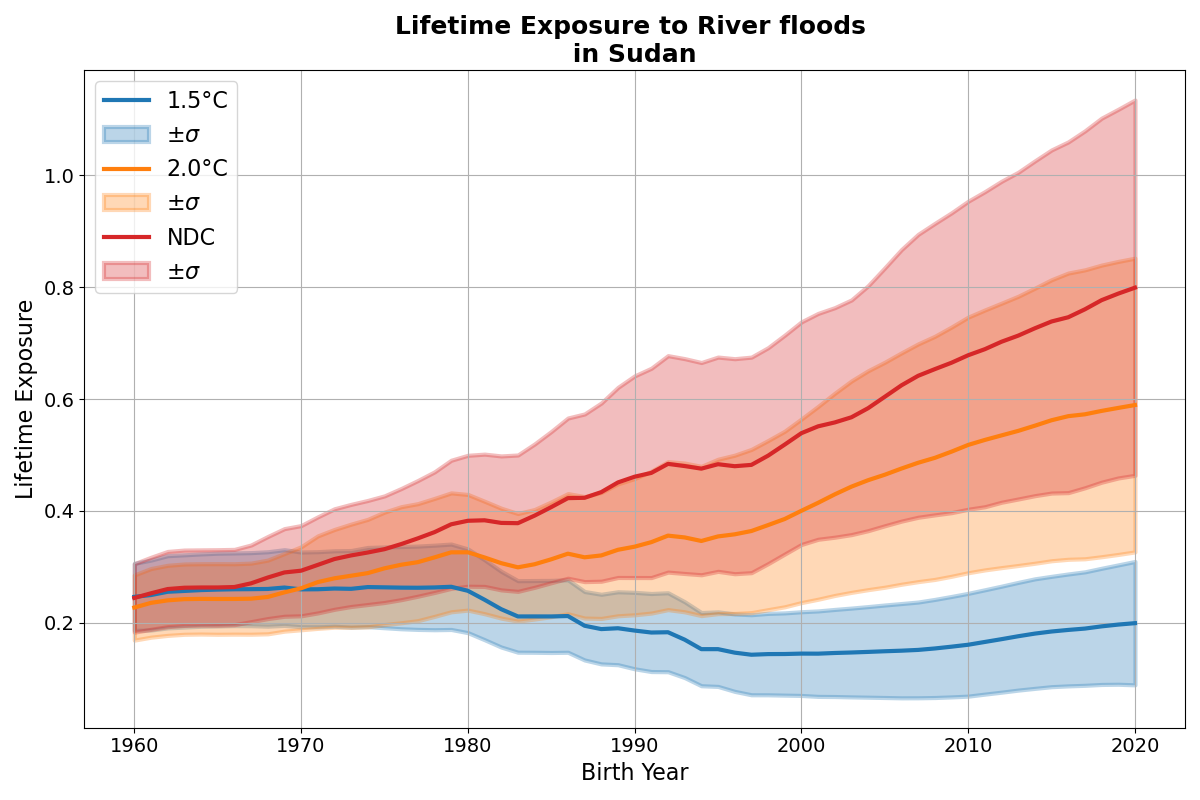 Lifetime Exposure to River floods
in Sudan
1.5°C
±σ
2.0°C
±σ
NDC
±σ
Lifetime Exposure
1.0
0.8
0.6
0.4
0.2
1960 1970 1980 1990 2000 2010 2020
Birth Year